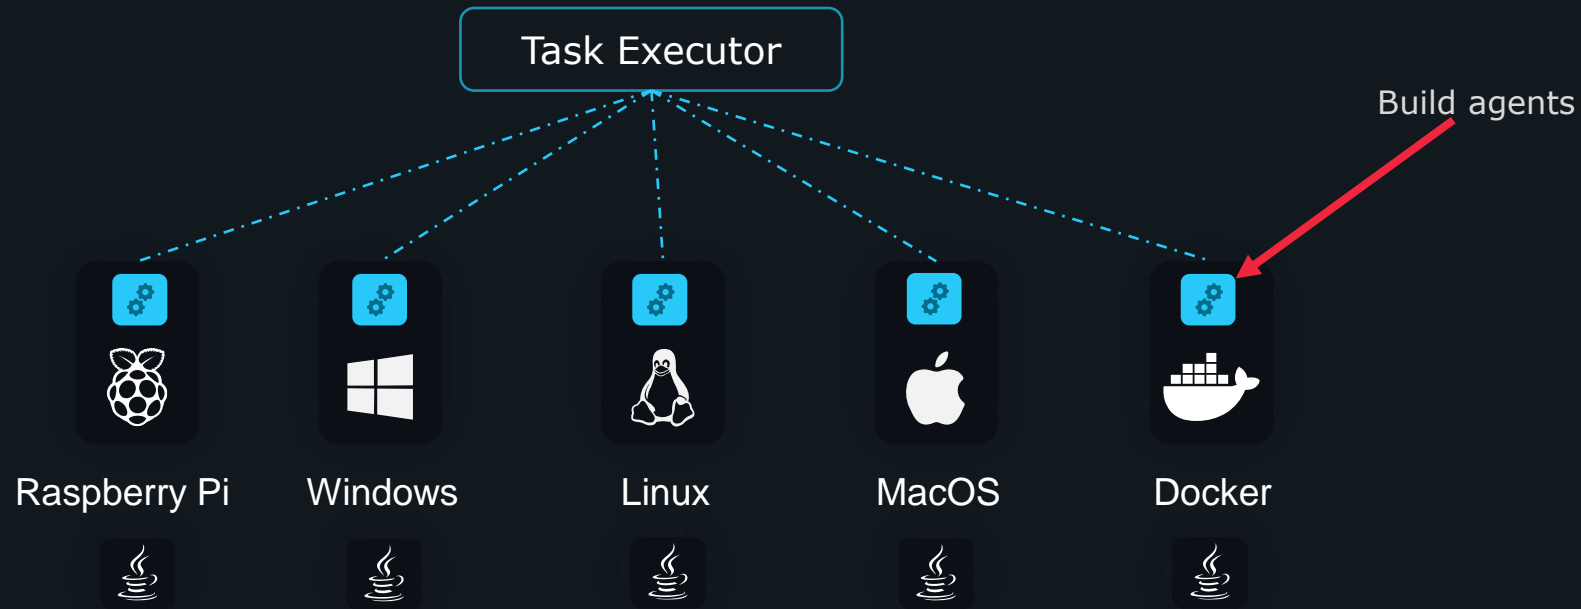 Task Executor
Build agents
Raspberry Pi
Windows
Linux
MacOS
Docker